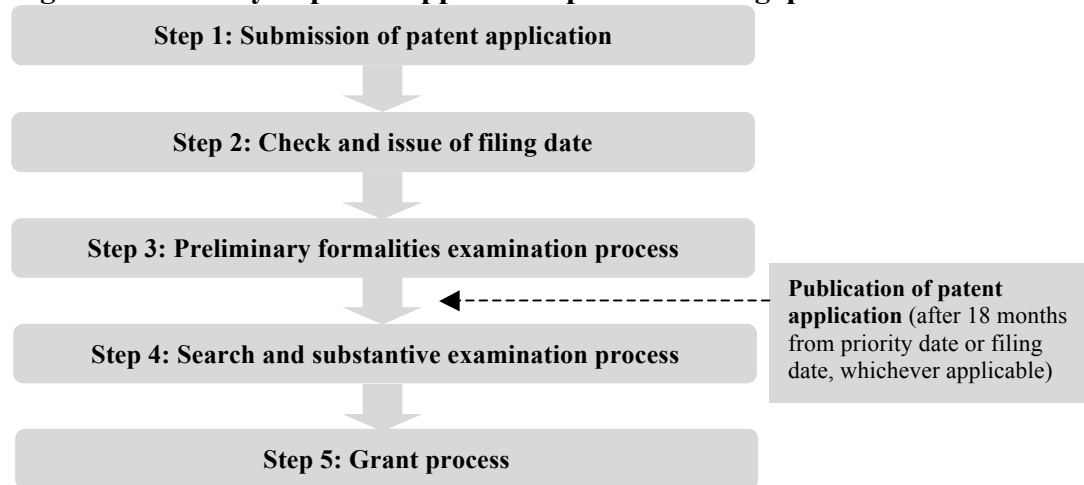 Step 1: Submission of patent application
Step 2: Check and issue of filing date
Step 3: Preliminary formalities examination process
Publication of patent
application (after 18 months
from priority date or filing
date, whichever applicable)
Step 4: Search and substantive examination process
Step 5: Grant process